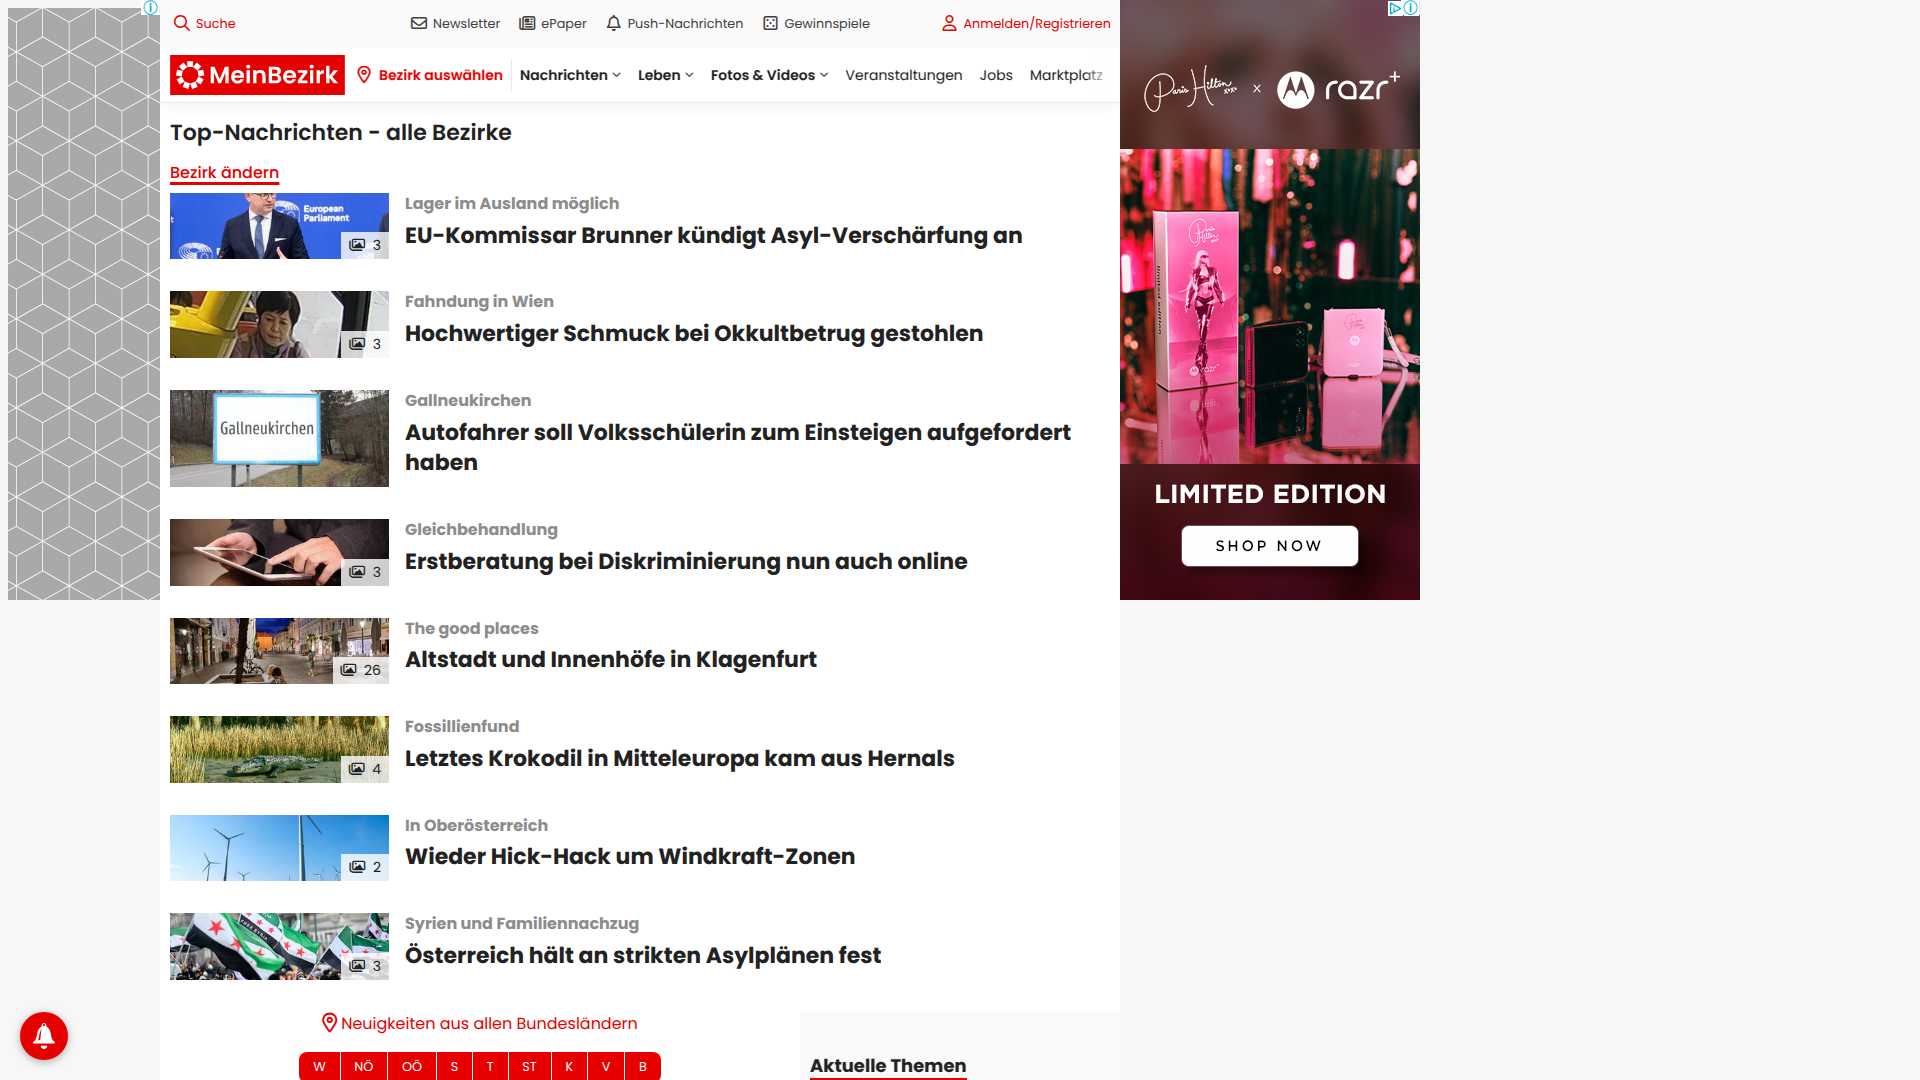 Suche
Newsletter
ePaper
Push-Nachrichten
Gewinnspiele
Anmelden/Registrieren
MeinBezirk
Bezirk auswählen
Nachrichten
Leben
Fotos & Videos
Veranstaltungen
Jobs
Marktplatz
Top-Nachrichten - alle Bezirke
Bezirk ändern
European
Parliament
3
Lager im Ausland möglich
EU-Kommissar Brunner kündigt Asyl-Verschärfung an
3
Fahndung in Wien
Hochwertiger Schmuck bei Okkultbetrug gestohlen
Gallneukirchen
Gallneukirchen
Autofahrer soll Volksschülerin zum Einsteigen aufgefordert
haben
3
Gleichbehandlung
Erstberatung bei Diskriminierung nun auch online
26
The good places
Altstadt und Innenhöfe in Klagenfurt
4
Fossillienfund
Letztes Krokodil in Mitteleuropa kam aus Hernals
2
In Oberösterreich
Wieder Hick-Hack um Windkraft-Zonen
3
Syrien und Familiennachzug
Österreich hält an strikten Asylplänen fest
Neuigkeiten aus allen Bundesländern
W NÖ OÖ S T ST K V B
Aktuelle Themen
Paris Hilton x razr+
LIMITED EDITION
SHOP NOW